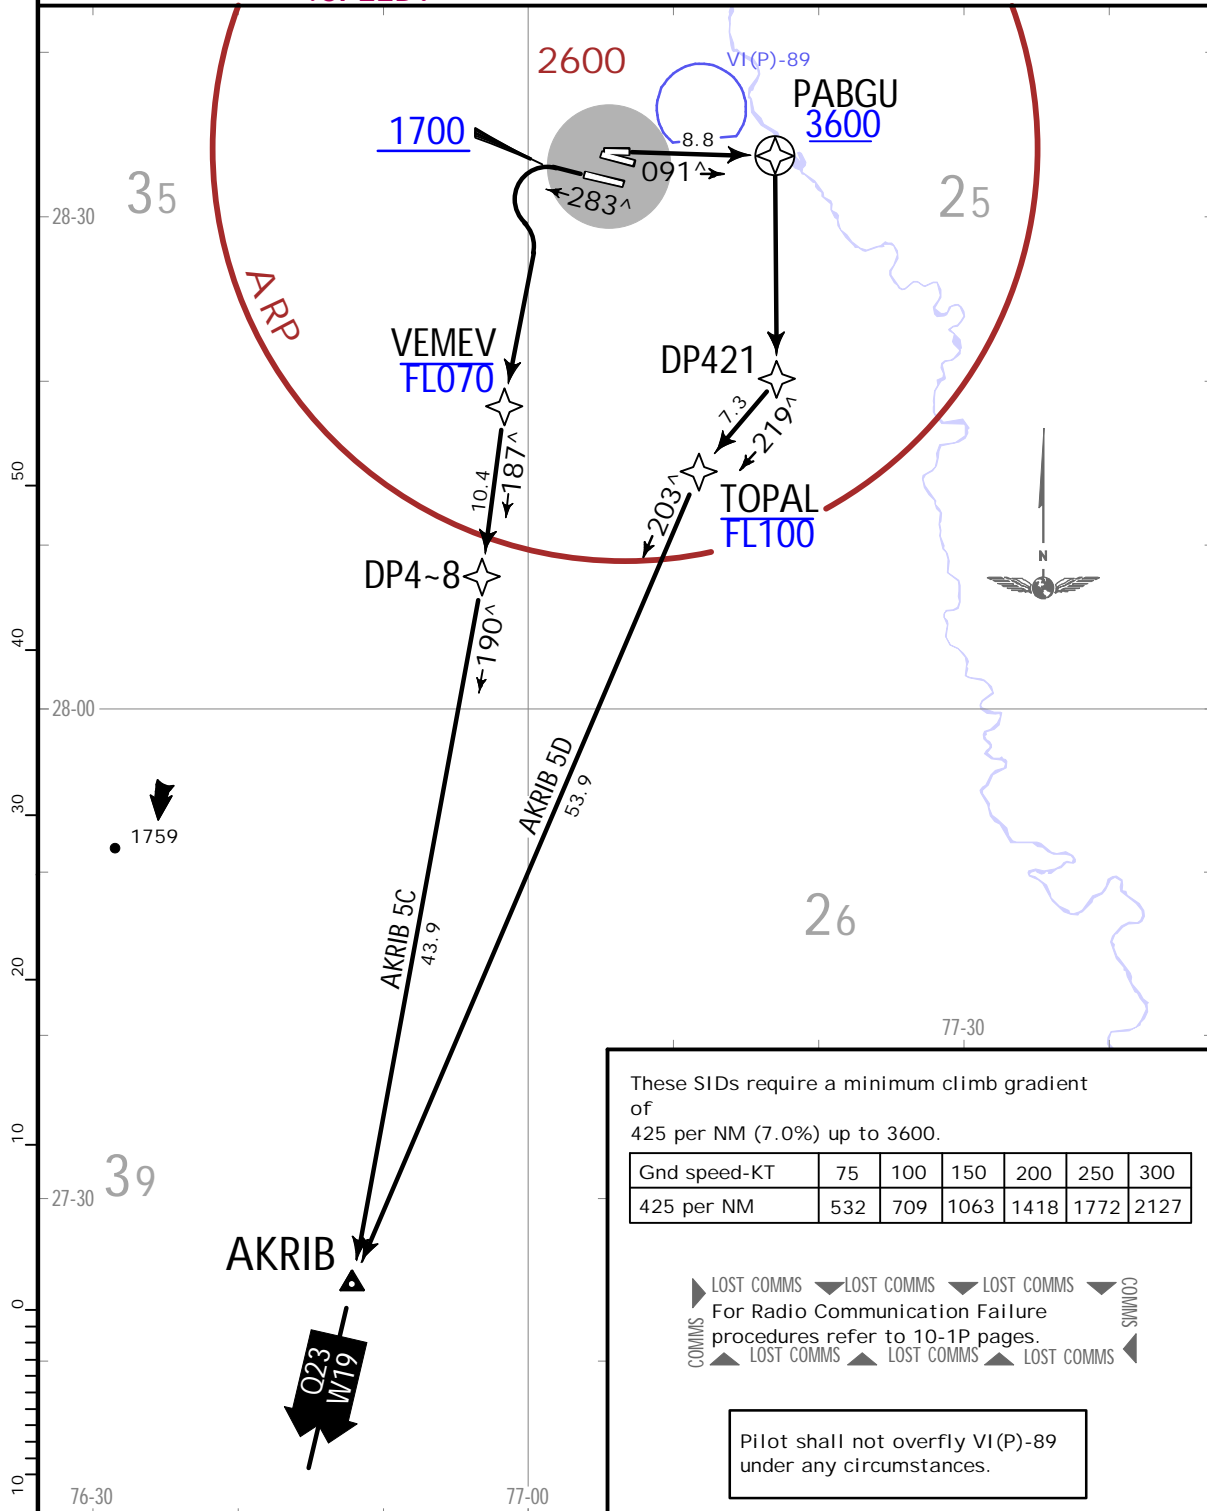 2600
VI(P)-89
PABGU
3600
1700
8.8
091^
283^
35
25
28-30
ARP
VEMEV
FL070
DP421
7.3
219^
187^
10.4
203^
TOPAL
FL100
50
N
DP4~8
190^
40
28-00
AKRIB 5D
53.9
30
1759
AKRIB 5C
43.9
26
20
77-30
These SIDs require a minimum climb gradient
of
425 per NM (7.0%) up to 3600.
Gnd speed-KT 75 100 150 200 250 300
425 per NM 532 709 1063 1418 1772 2127
10
39
27-30
AKRIB
0
LOST COMMS LOST COMMS LOST COMMS
COMMS
For Radio Communication Failure
procedures refer to 10-1P pages.
COMMS
LOST COMMS LOST COMMS LOST COMMS
Q23
W19
Pilot shall not overfly VI(P)-89
under any circumstances.
10
76-30
77-00